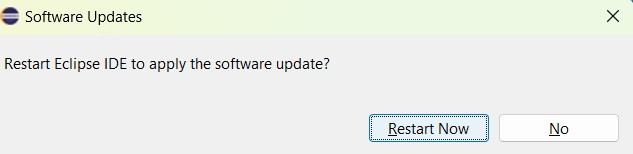 Software Updates
Restart Eclipse IDE to apply the software update?
Restart Now
No